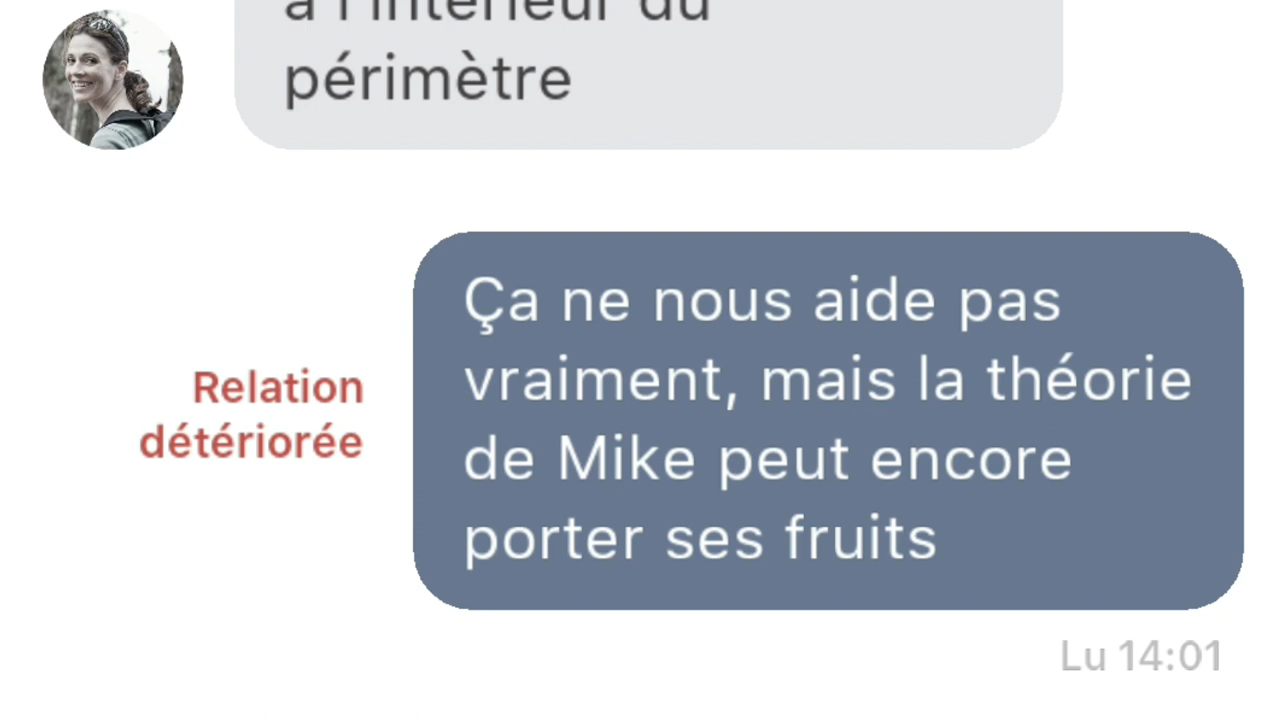 à l'intérieur du
périmètre
Ça ne nous aide pas
vraiment, mais la théorie
de Mike peut encore
porter ses fruits
Relation
détériorée
Lu 14:01